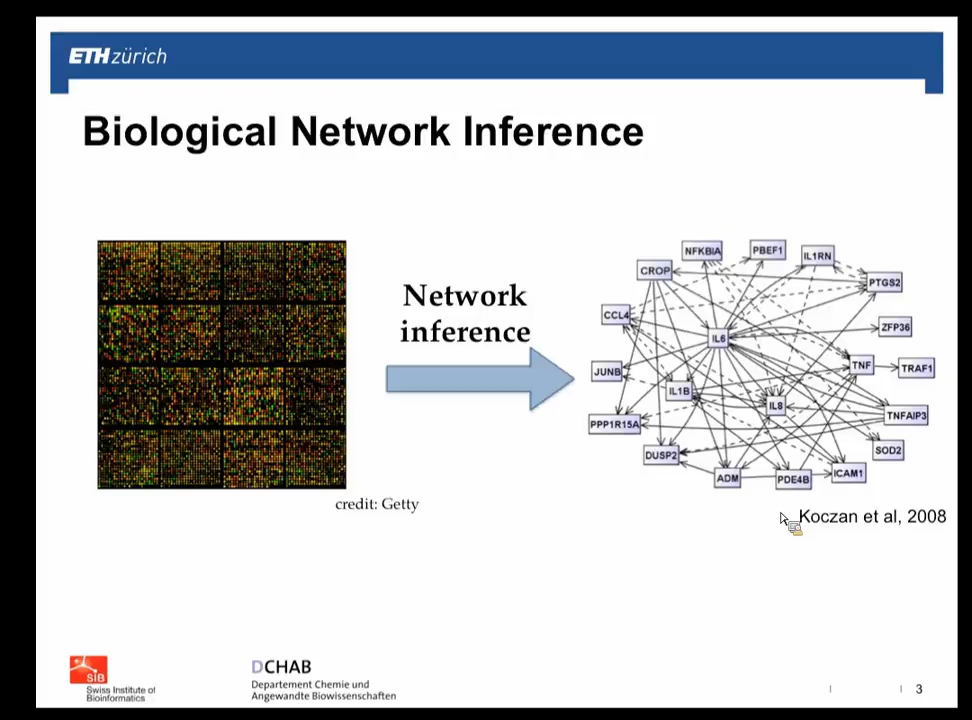 ETH zürich
Biological Network Inference
Network
inference
credit: Getty
NFKBIA
PBEF1
IL1RN
CROP
PTGS2
CCL4
ZFP36
IL6
JUNB
TNF
TRAF1
IL1B
IL8
PPP1R15A
TNFAIP3
DUSP2
SOD2
ADM
PDE4B
ICAM1
Koczan et al, 2008
SIB
Swiss Institute of
Bioinformatics
DCHAB
Departement Chemie und
Angewandte Biowissenschaften
3